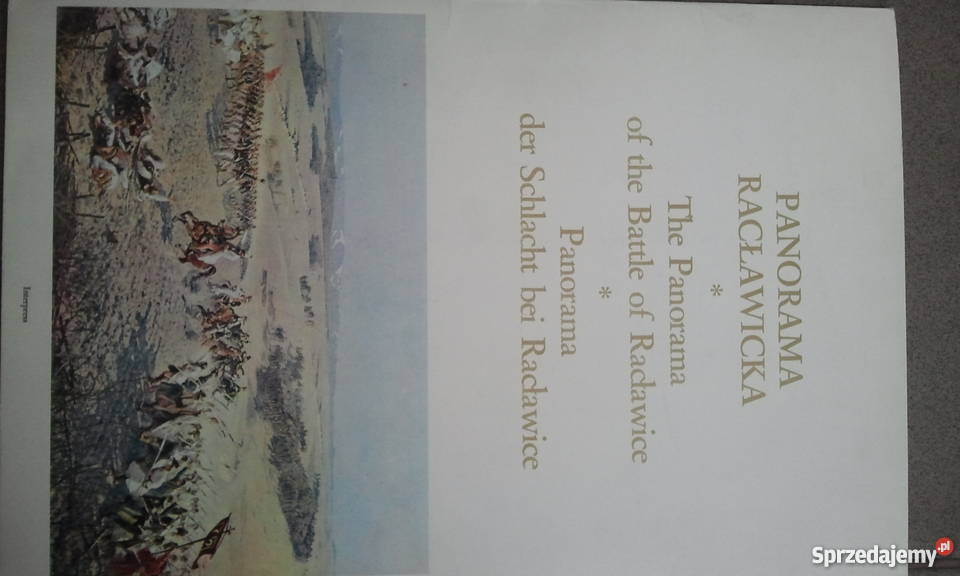 PANORAMA
RACŁAWICKA
*
The Panorama
of the Battle of Racławice
*
Panorama
der Schlacht bei Racławice
Interpress
Sprzedajemy.pl